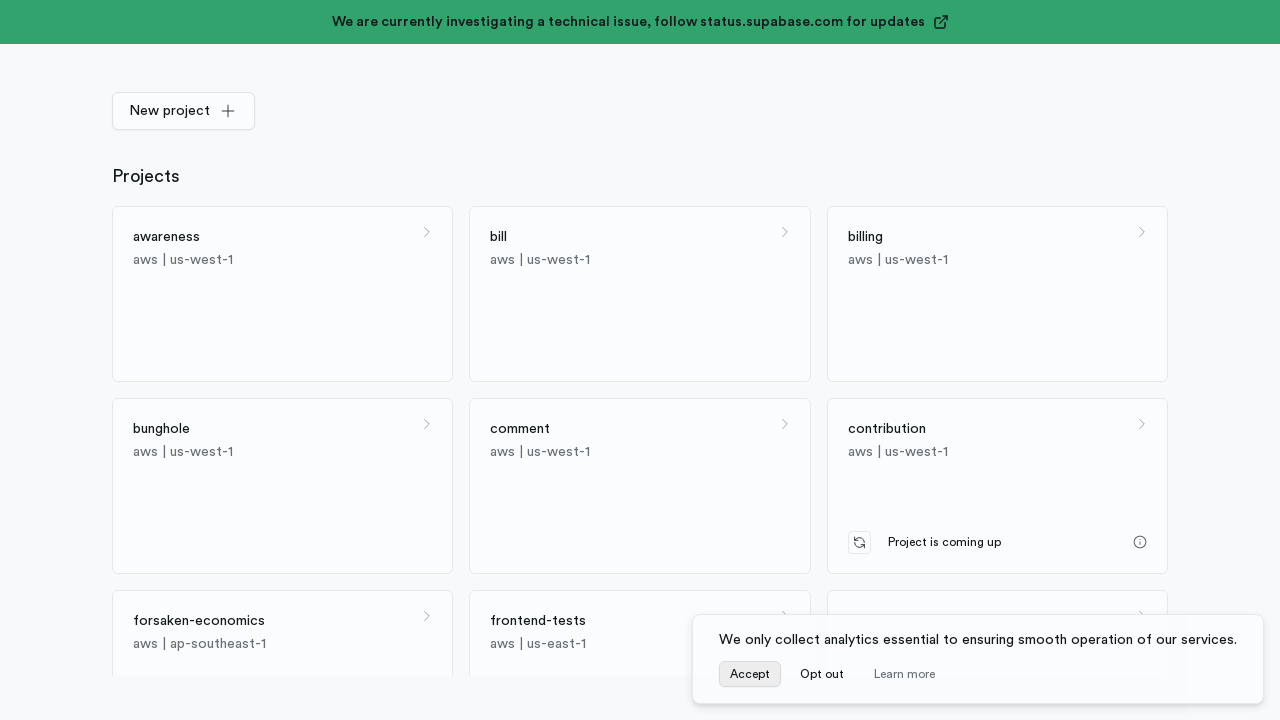 We are currently investigating a technical issue, follow status.supabase.com for updates
New project
Projects
awareness
aws | us-west-1
bill
aws | us-west-1
billing
aws | us-west-1
bunghole
aws | us-west-1
comment
aws | us-west-1
contribution
aws | us-west-1
Project is coming up
forsaken-economics
aws | ap-southeast-1
frontend-tests
aws | us-east-1
We only collect analytics essential to ensuring smooth operation of our services.
Accept
Opt out
Learn more